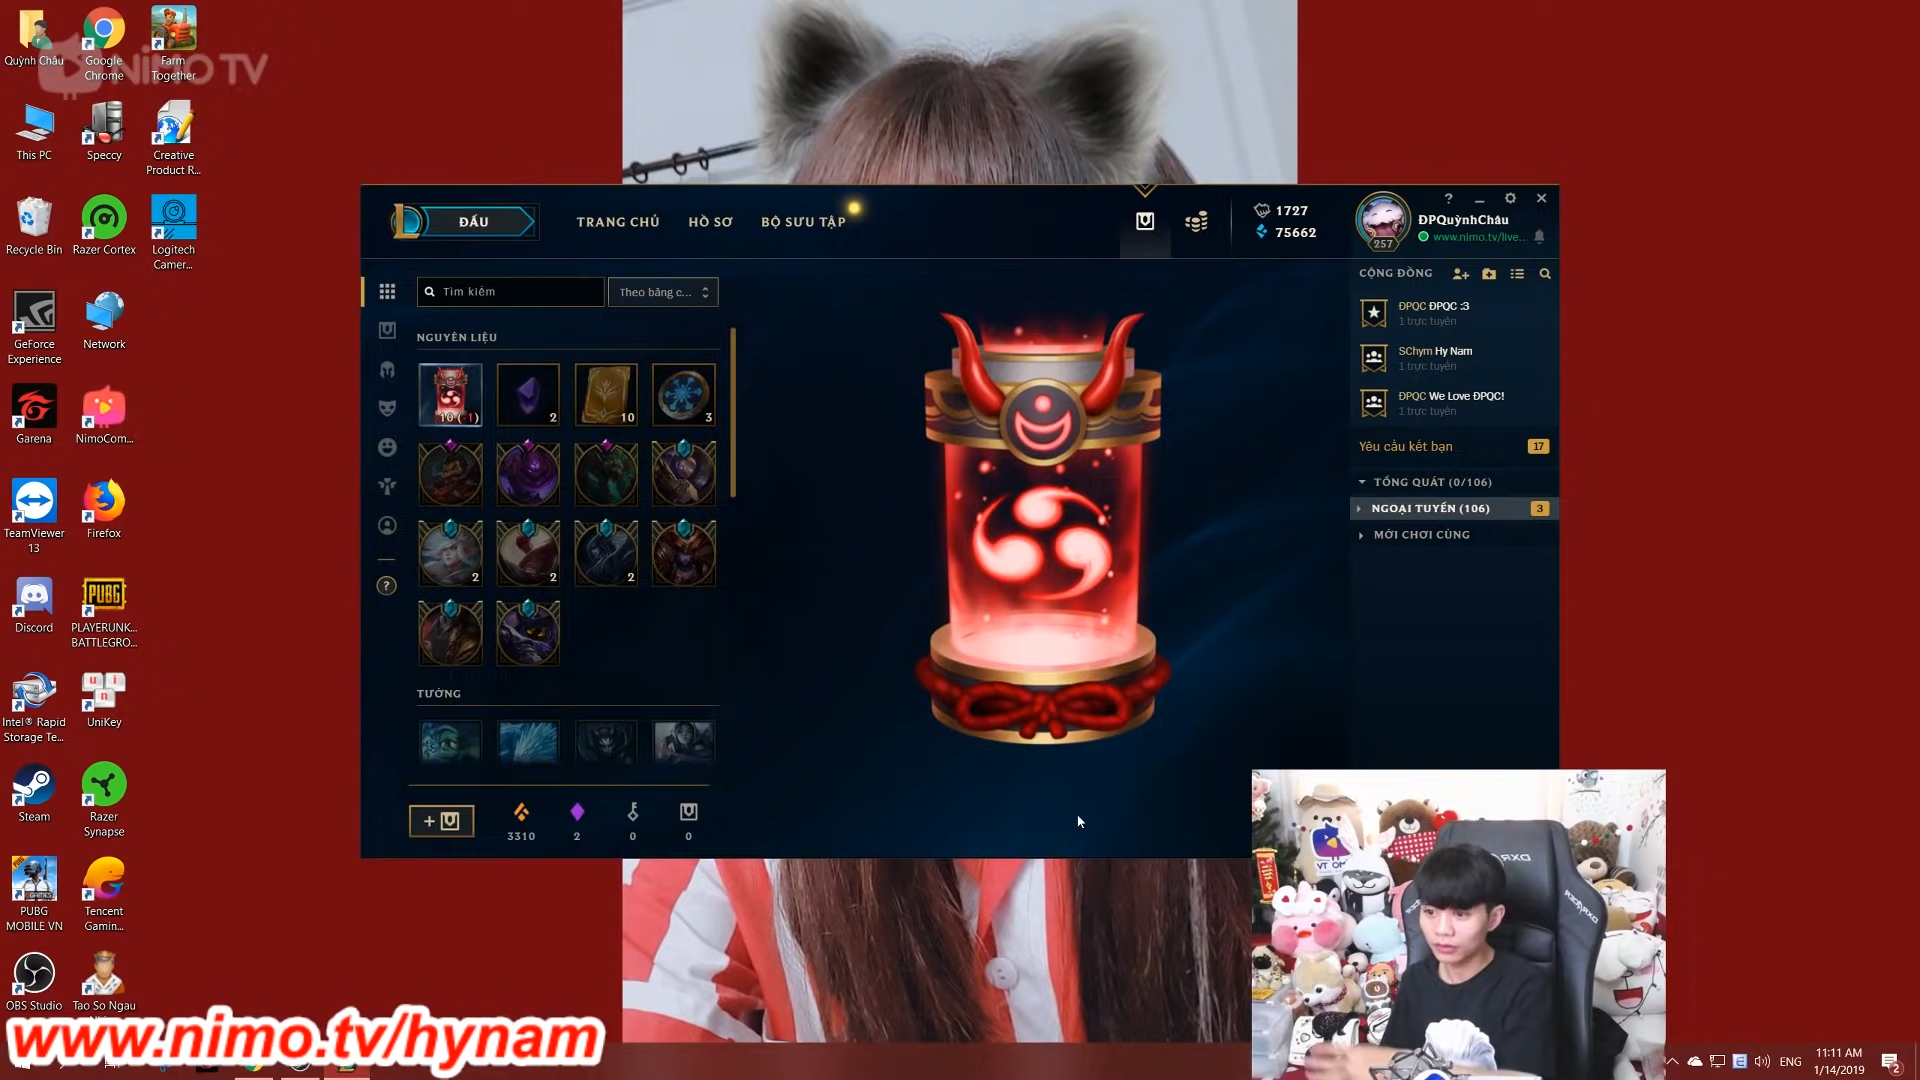 Quỳnh Châu
Google
Chrome
Farm
Together
NiMO TV
This PC
Speccy
Creative
Product R...
Recycle Bin
Razer Cortex
Logitech
Camer...
GeForce
Experience
Network
Garena
NimoCom...
TeamViewer
13
Firefox
Discord
PUBG
PLAYERUNK...
BATTLEGRO...
Intel® Rapid
Storage Te...
UniKey
Steam
Razer
Synapse
PUBG
MOBILE VN
Tencent
Gamin...
OBS Studio
Tao So Ngau
www.nimo.tv/hynam
ĐẤU
TRANG CHỦ
HỒ SƠ
BỘ SƯU TẬP
1727
75662
257
ĐPQuỳnhChâu
www.nimo.tv/live...
Tìm kiếm
Theo bảng c...
NGUYÊN LIỆU
10 (-1)
2
10
3
2
2
2
TƯỚNG
3310
2
0
0
CỘNG ĐỒNG
ĐPQC ĐPQC :3
1 trực tuyến
SChym Hy Nam
1 trực tuyến
ĐPQC We Love ĐPQC!
1 trực tuyến
Yêu cầu kết bạn
17
TỔNG QUÁT (0/106)
NGOẠI TUYẾN (106)
3
MỚI CHƠI CÙNG
DXRACER
ENG
11:11 AM
1/14/2019
2